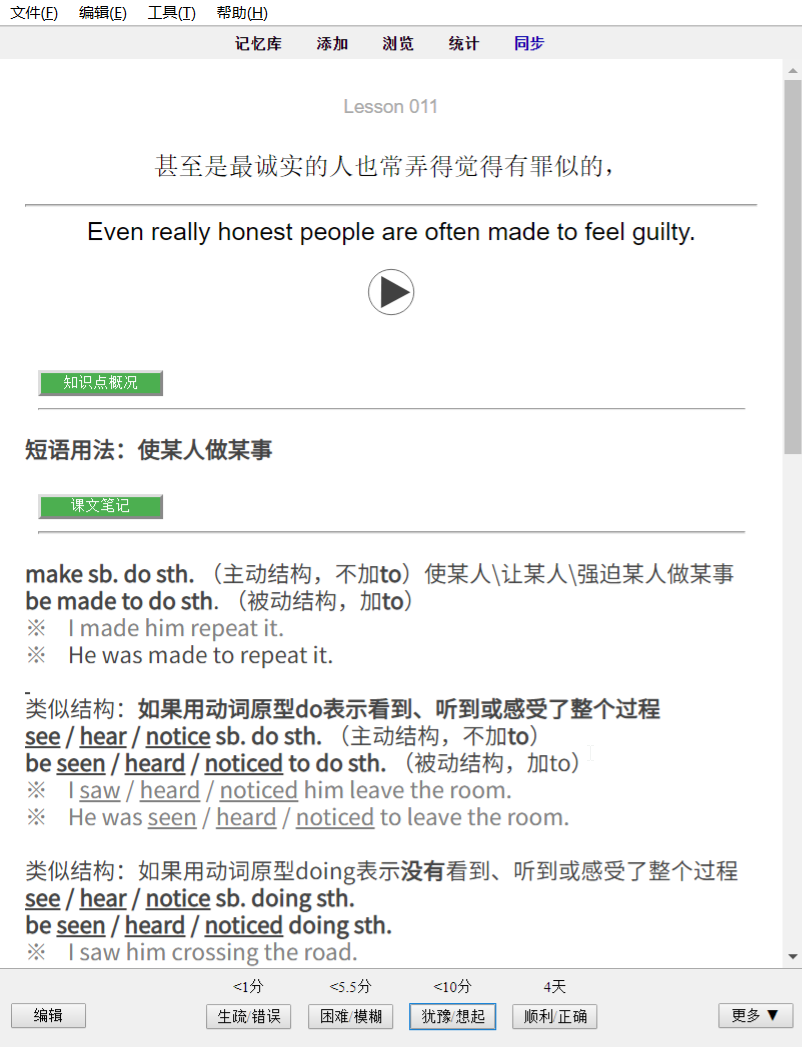 文件(F) 编辑(E) 工具(T) 帮助(H)
记忆库 添加 浏览 统计 同步
Lesson 011
甚至是最诚实的人也常弄得觉得有罪似的，
Even really honest people are often made to feel guilty.
知识点概况
短语用法：使某人做某事
课文笔记
make sb. do sth. （主动结构，不加to）使某人\让某人\强迫某人做某事
be made to do sth. （被动结构，加to）
※ I made him repeat it.
※ He was made to repeat it.
类似结构：如果用动词原型do表示看到、听到或感受了整个过程
see / hear / notice sb. do sth. （主动结构，不加to）
be seen / heard / noticed to do sth. （被动结构，加to）
※ I saw / heard / noticed him leave the room.
※ He was seen / heard / noticed to leave the room.
类似结构：如果用动词原型doing表示没有看到、听到或感受了整个过程
see / hear / notice sb. doing sth.
be seen / heard / noticed doing sth.
※ I saw him crossing the road.
<1分 <5.5分 <10分 4天
编辑 生疏/错误 困难/模糊 犹豫/想起 顺利/正确 更多 ▼